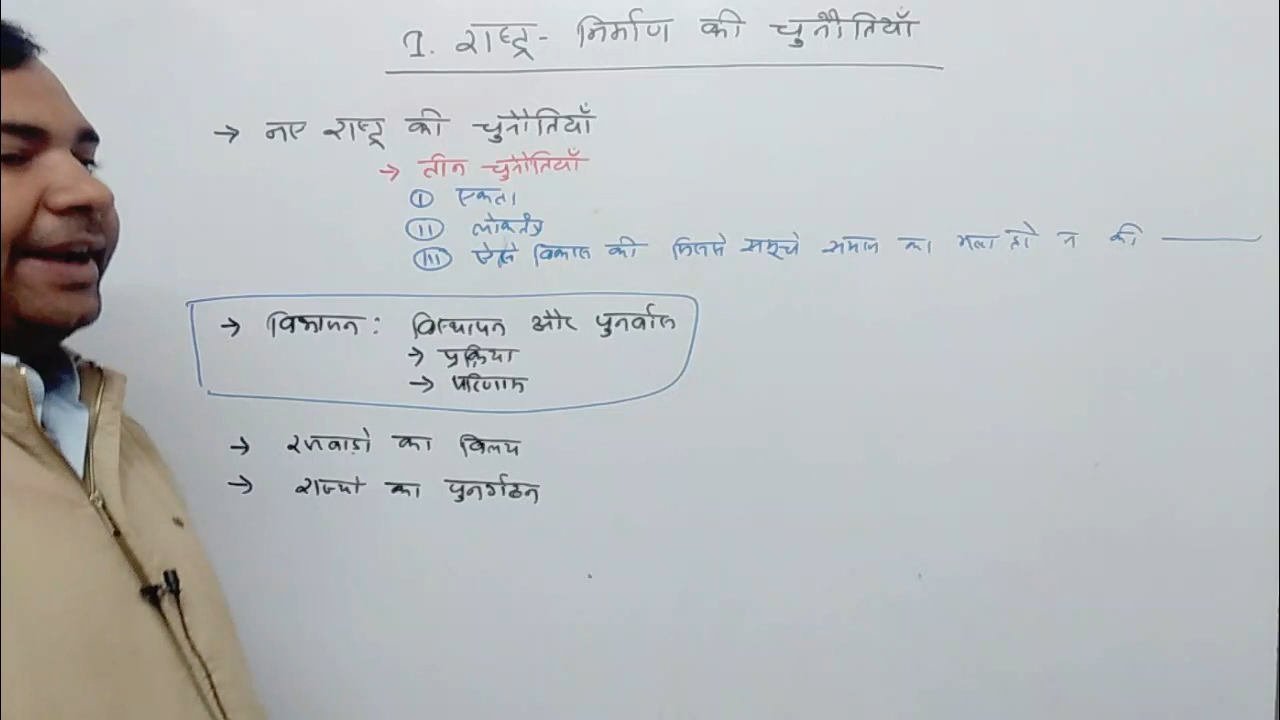 1. राष्ट्र - निर्माण की चुनौतियाँ
→ नए राष्ट्र की चुनौतियाँ
→ तीन चुनौतियाँ
I एकता
II लोकतंत्र
III ऐसे विकास की जिससे समूचे समाज का भला हो न की
→ विभाजन : विस्थापन और पुनर्वास
→ प्रक्रिया
→ परिणाम
→ रजवाड़ो का विलय
→ राज्यो का पुनर्गठन